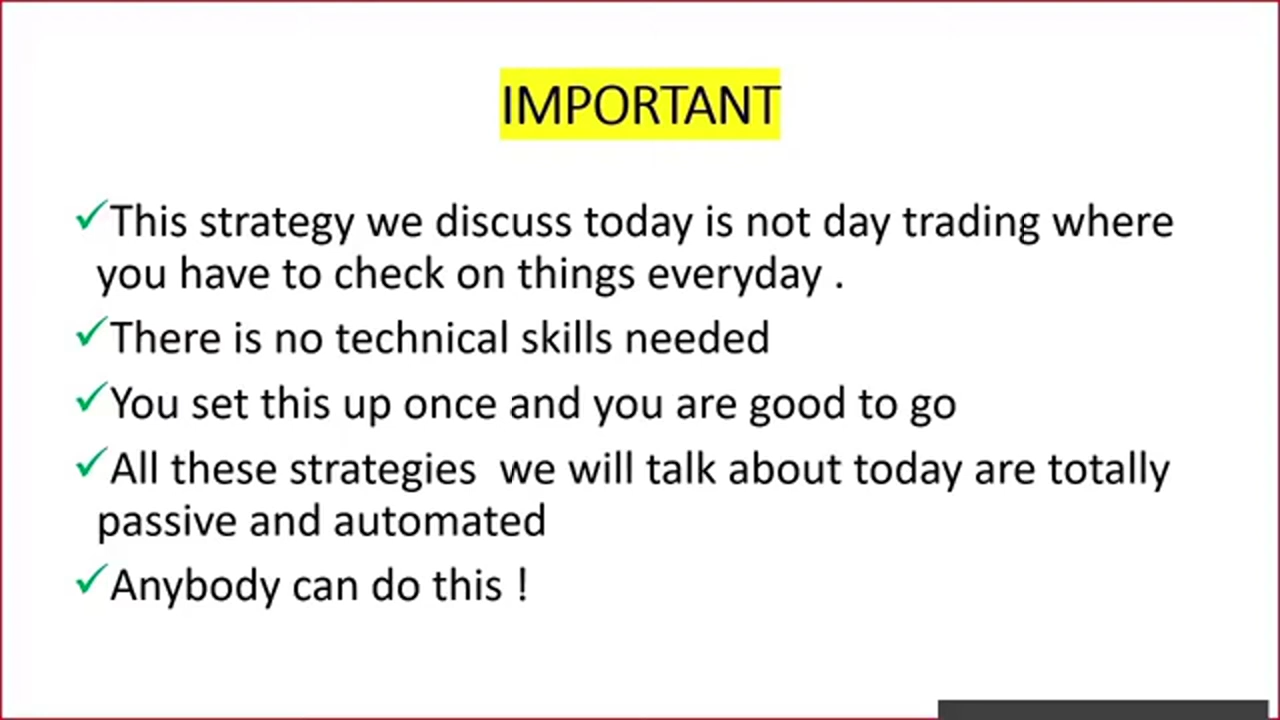 IMPORTANT
✓This strategy we discuss today is not day trading where
you have to check on things everyday .
✓There is no technical skills needed
✓You set this up once and you are good to go
✓All these strategies  we will talk about today are totally
passive and automated
✓Anybody can do this !